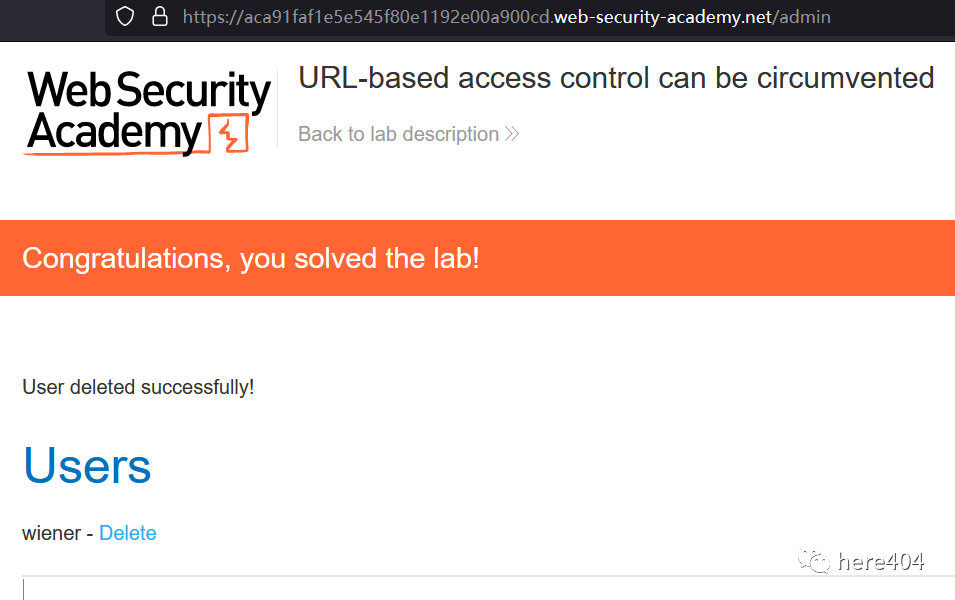 https://aca91faf1e5e545f80e1192e00a900cd.web-security-academy.net/admin
Web Security
Academy
URL-based access control can be circumvented
Back to lab description
Congratulations, you solved the lab!
User deleted successfully!
Users
wiener - Delete
here404